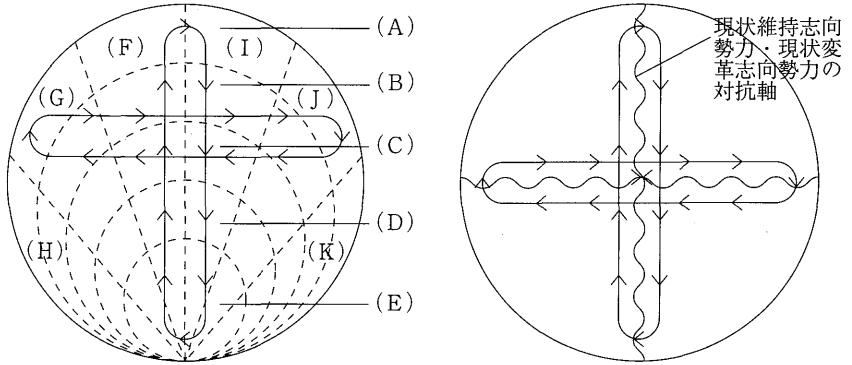 (A)
(F)
(I)
(B)
(G)
(J)
(C)
(D)
(H)
(K)
(E)
現状維持志向
勢力・現状変
革志向勢力の
対抗軸